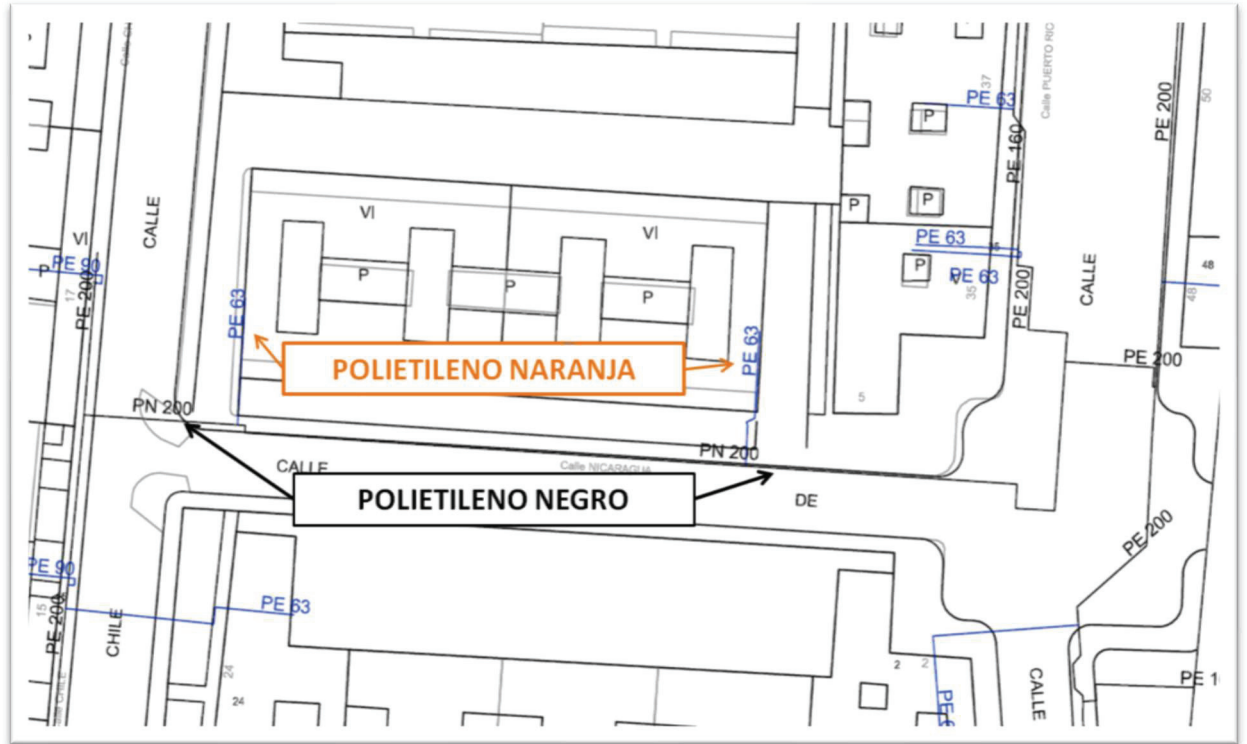 Calle PUERTO RIC
37
PE 63
P
PE 160
PE 200
50
CALLE
VI
VI
VI
P
P
P
P
P
PE 63
PE 63
35
P
PE 200
CALLE
48
48
P
PE 90
17
PE 200
PE 63
PE 63
PE 200
POLIETILENO NARANJA
5
PN 200
PN 200
CALLE
Calle NICARAGUA
DE
POLIETILENO NEGRO
PE 200
PE 90
15
PE 200
CHILE
PE 63
24
24
2
2
CALLE
PE 1